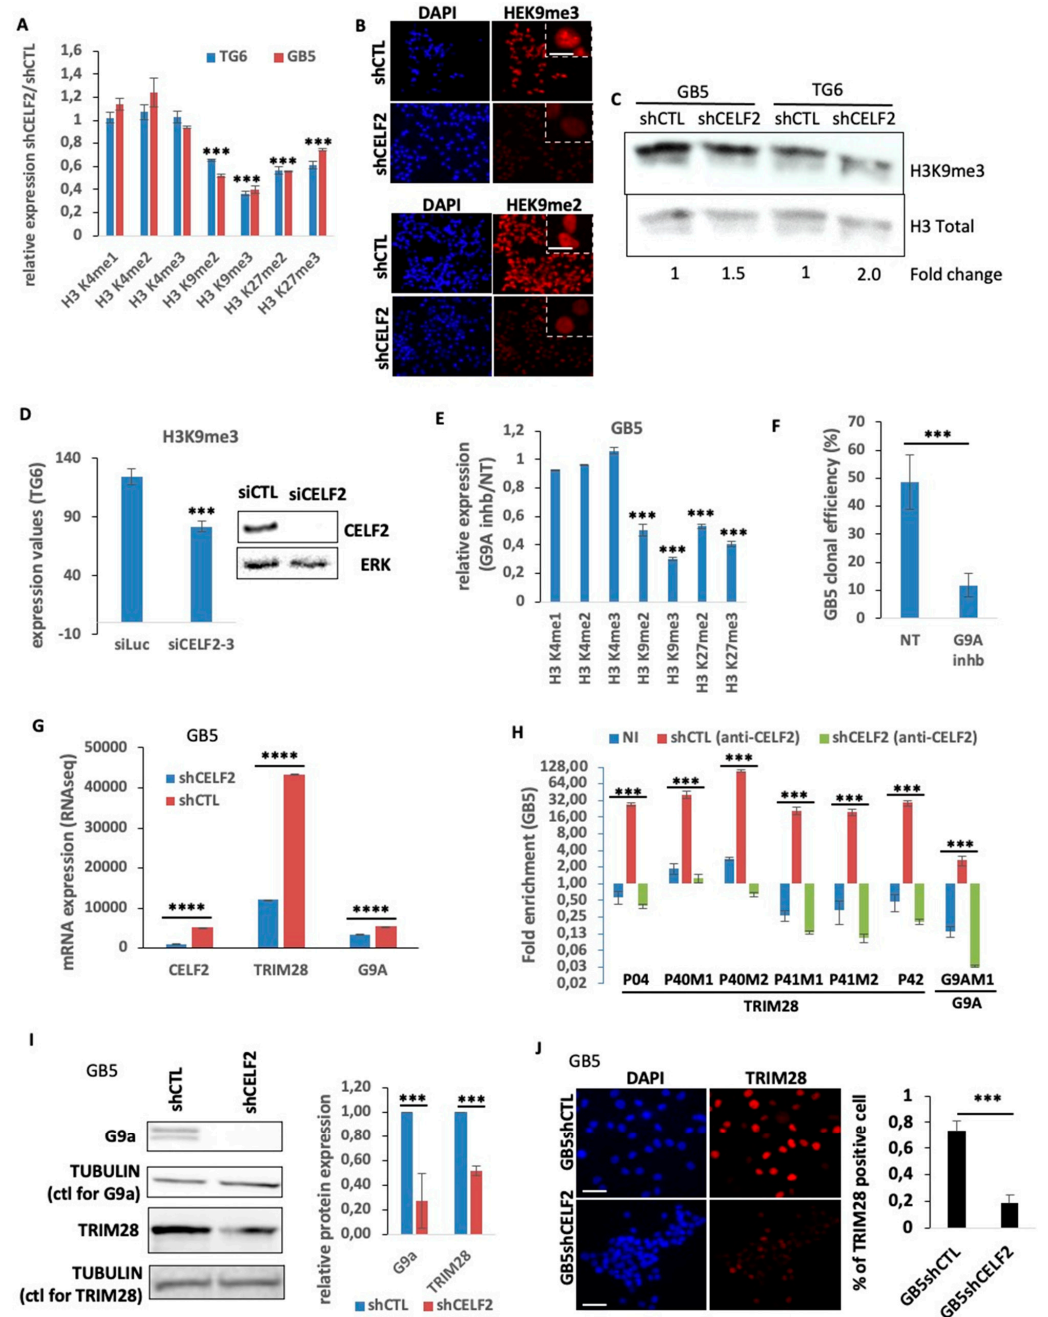 A
relative expression shCELF2/shCTL
1,6
1,4
1,2
1
0,8
0,6
0,4
0,2
0
TG6 GB5
***
***
***
***
H3 K4me1
H3 K4me2
H3 K4me3
H3 K9me2
H3 K9me3
H3 K27me2
H3 K27me3
B
DAPI HEK9me3
shCTL
shCELF2
DAPI HEK9me2
shCTL
shCELF2
C
GB5 TG6
shCTL shCELF2 shCTL shCELF2
H3K9me3
H3 Total
1 1.5 1 2.0 Fold change
D
H3K9me3
expression values (TG6)
140
90
40
-10
***
siLuc siCELF2-3
siCTL siCELF2
CELF2
ERK
E
GB5
relative expression
(G9A inhb/NT)
1,2
1
0,8
0,6
0,4
0,2
0
***
***
***
***
H3 K4me1
H3 K4me2
H3 K4me3
H3 K9me2
H3 K9me3
H3 K27me2
H3 K27me3
F
GB5 clonal efficiency (%)
70
60
50
40
30
20
10
0
***
NT G9A
inhb
G
GB5
mRNA expression (RNAseq)
50000
40000
30000
20000
10000
0
shCELF2
shCTL
****
****
****
CELF2 TRIM28 G9A
H
NI shCTL (anti-CELF2) shCELF2 (anti-CELF2)
Fold enrichment (GB5)
128,00
64,00
32,00
16,00
8,00
4,00
2,00
1,00
0,50
0,25
0,13
0,06
0,03
0,02
***
***
***
***
***
***
***
P04 P40M1 P40M2 P41M1 P41M2 P42 G9AM1
TRIM28 G9A
I
GB5
shCTL
shCELF2
G9a
TUBULIN
(ctl for G9a)
TRIM28
TUBULIN
(ctl for TRIM28)
relative protein expression
1,20
1,00
0,80
0,60
0,40
0,20
0,00
*** ***
G9a
TRIM28
shCTL shCELF2
J
GB5
DAPI TRIM28
GB5shCTL
GB5shCELF2
% of TRIM28 positive cell
1
0,8
0,6
0,4
0,2
0
***
GB5shCTL
GB5shCELF2